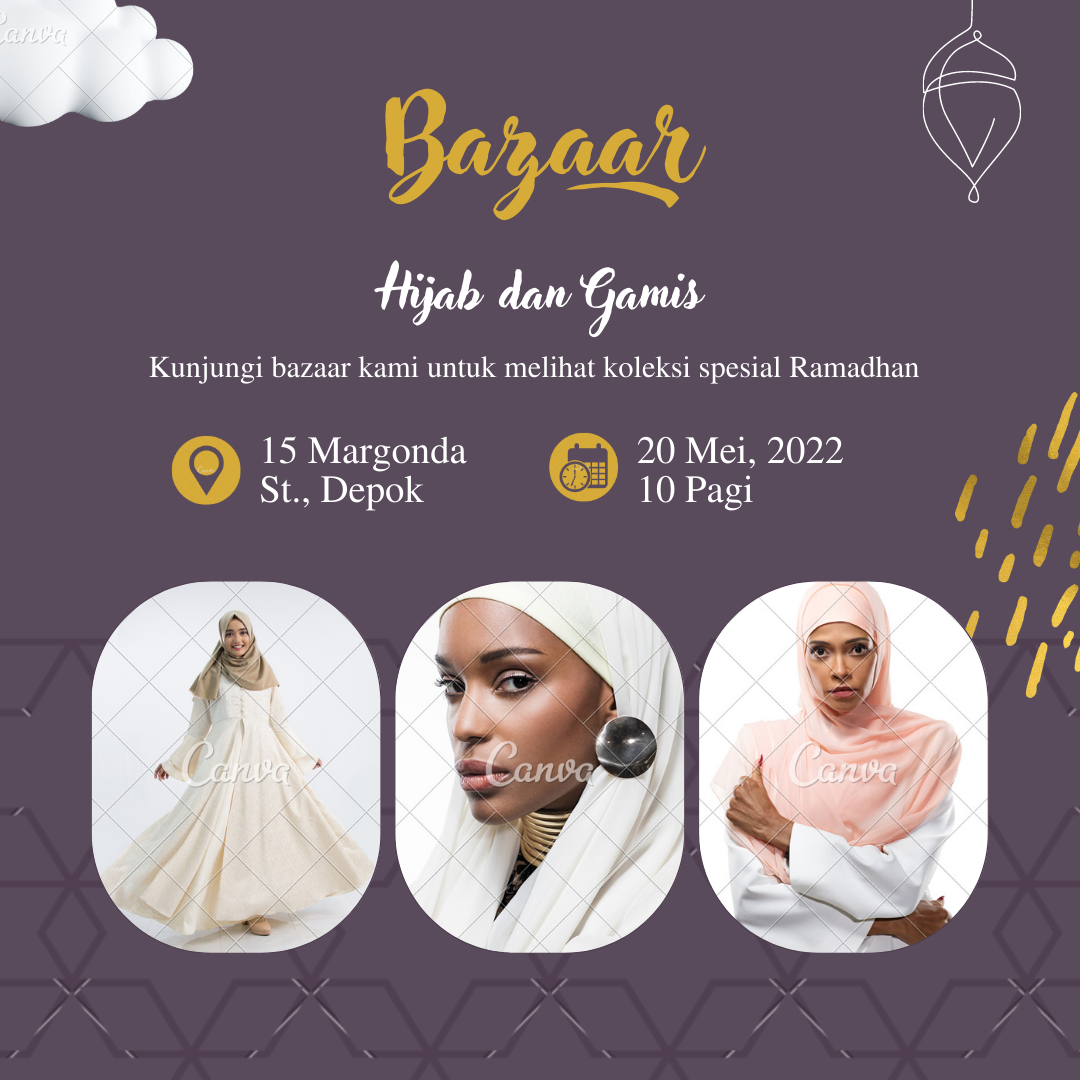 Canva
Bazaar
Hijab dan Gamis
Kunjungi bazaar kami untuk melihat koleksi spesial Ramadhan
15 Margonda
St., Depok
20 Mei, 2022
10 Pagi
Canva
Canva
Canva